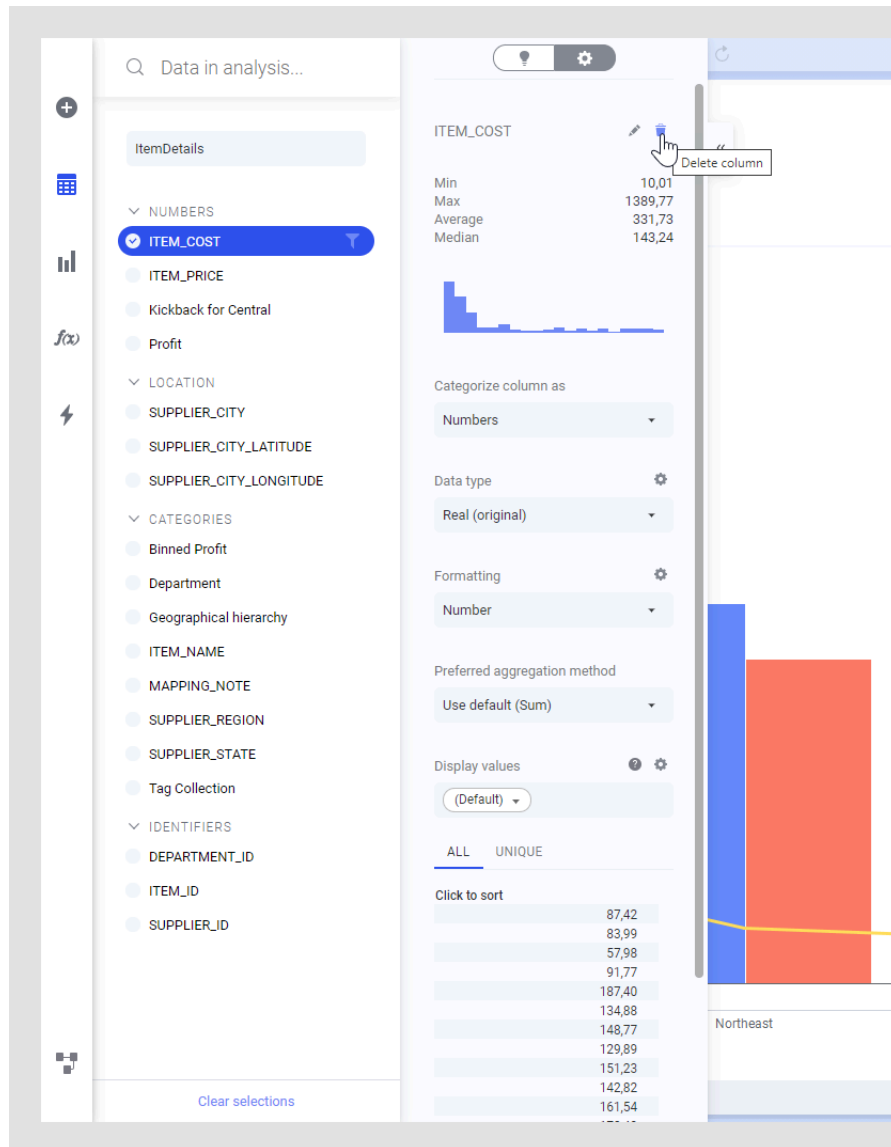 Data in analysis...
ItemDetails
NUMBERS
ITEM_COST
ITEM_PRICE
Kickback for Central
Profit
LOCATION
SUPPLIER_CITY
SUPPLIER_CITY_LATITUDE
SUPPLIER_CITY_LONGITUDE
CATEGORIES
Binned Profit
Department
Geographical hierarchy
ITEM_NAME
MAPPING_NOTE
SUPPLIER_REGION
SUPPLIER_STATE
Tag Collection
IDENTIFIERS
DEPARTMENT_ID
ITEM_ID
SUPPLIER_ID
Clear selections
f(x)
ITEM_COST
Delete column
Min 10,01
Max 1389,77
Average 331,73
Median 143,24
Categorize column as
Numbers
Data type
Real (original)
Formatting
Number
Preferred aggregation method
Use default (Sum)
Display values
(Default)
ALL UNIQUE
Click to sort
87,42
83,99
57,98
91,77
187,40
134,88
148,77
129,89
151,23
142,82
161,54
Northeast